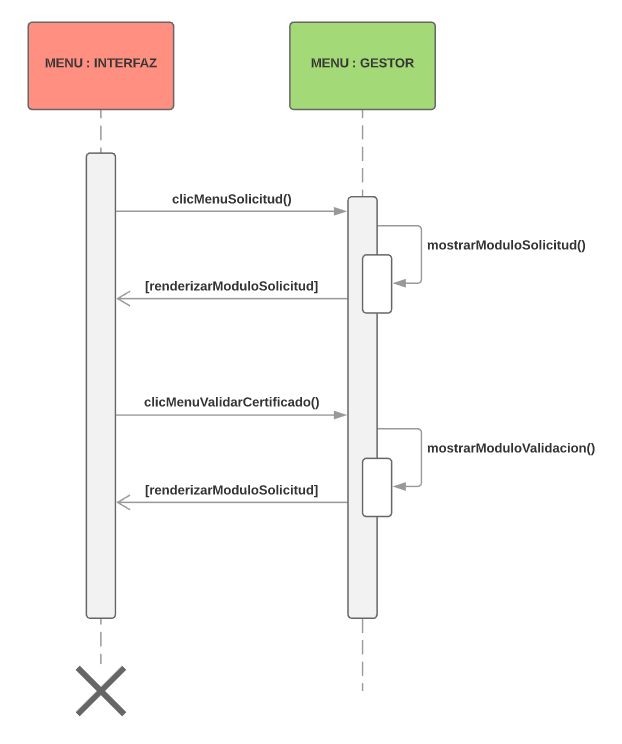 MENU : INTERFAZ
MENU : GESTOR
clicMenuSolicitud()
mostrarModuloSolicitud()
[renderizarModuloSolicitud]
clicMenuValidarCertificado()
mostrarModuloValidacion()
[renderizarModuloSolicitud]